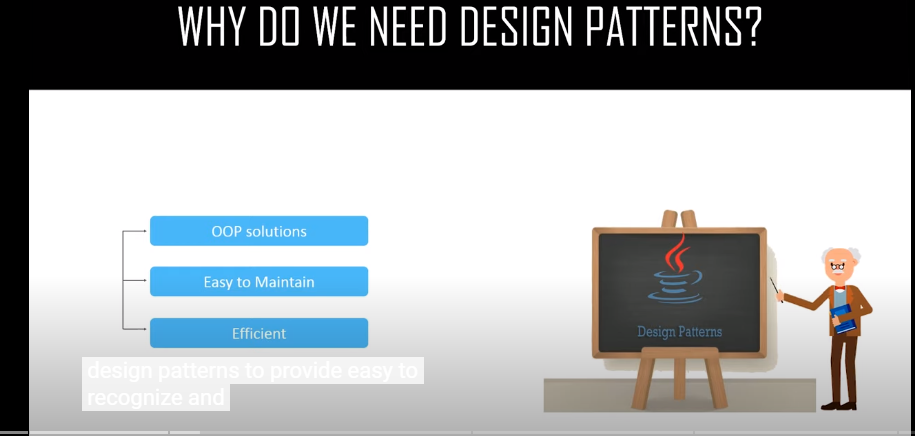 WHY DO WE NEED DESIGN PATTERNS?
OOP solutions
Easy to Maintain
Efficient
Design Patterns
design patterns to provide easy to
recognize and